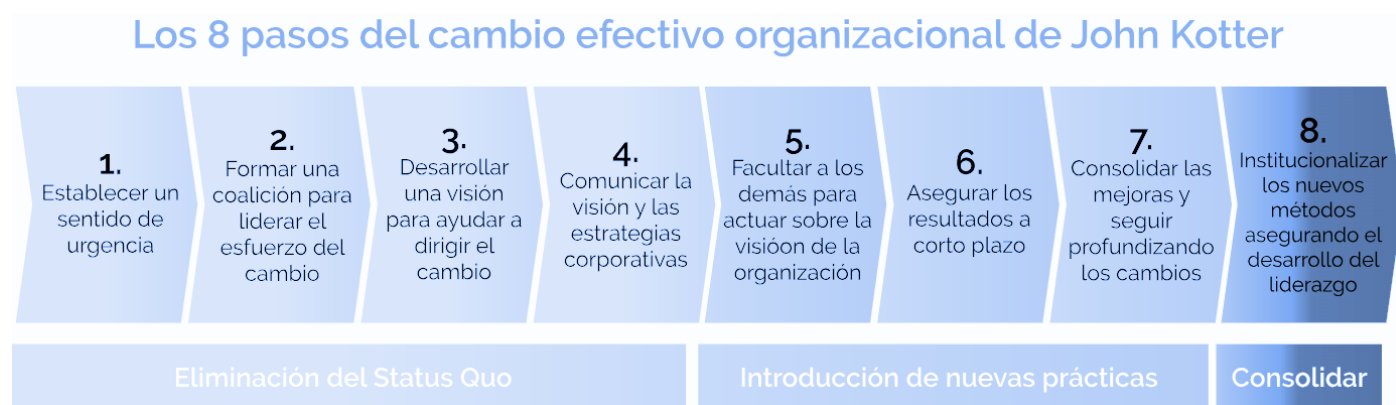 Los 8 pasos del cambio efectivo organizacional de John Kotter
1.
Establecer un
sentido de
urgencia
2.
Formar una
coalición para
liderar el
esfuerzo del
cambio
3.
Desarrollar
una visión
para ayudar a
dirigir el
cambio
4.
Comunicar la
visión y las
estrategias
corporativas
5.
Facultar a los
demás para
actuar sobre la
visióon de la
organización
6.
Asegurar los
resultados a
corto plazo
7.
Consolidar las
mejoras y
seguir
profundizando
los cambios
8.
Institucionalizar
los nuevos
métodos
asegurando el
desarrollo del
liderazgo
Eliminación del Status Quo
Introducción de nuevas prácticas
Consolidar